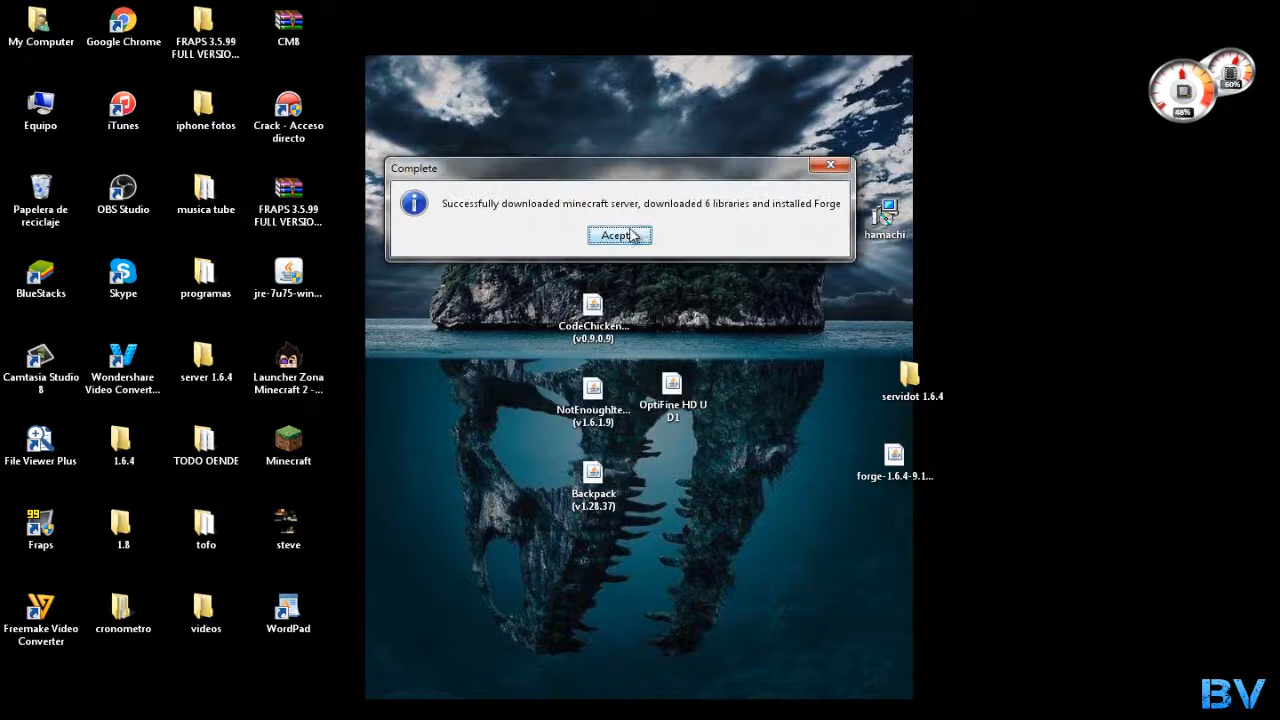 My Computer
Google Chrome
FRAPS 3.5.99
FULL VERSIO...
CM8
Equipo
iTunes
iphone fotos
Crack - Acceso
directo
Papelera de
reciclaje
OBS Studio
musica tube
FRAPS 3.5.99
FULL VERSIO...
BlueStacks
Skype
programas
jre-7u75-win...
Camtasia Studio
8
Wondershare
Video Convert...
server 1.6.4
Launcher Zona
Minecraft 2 - ...
File Viewer Plus
1.6.4
TODO OENDE
Minecraft
99
Fraps
1.8
tofo
steve
Freemake Video
Converter
cronometro
videos
WordPad
Complete
Successfully downloaded minecraft server, downloaded 6 libraries and installed Forge
hamachi
CodeChicken...
(v0.9.0.9)
NotEnoughIte...
(v1.6.1.9)
OptiFine HD U
D1
Backpack
(v1.28.37)
servidot 1.6.4
forge-1.6.4-9.1...
48%
60%
BV